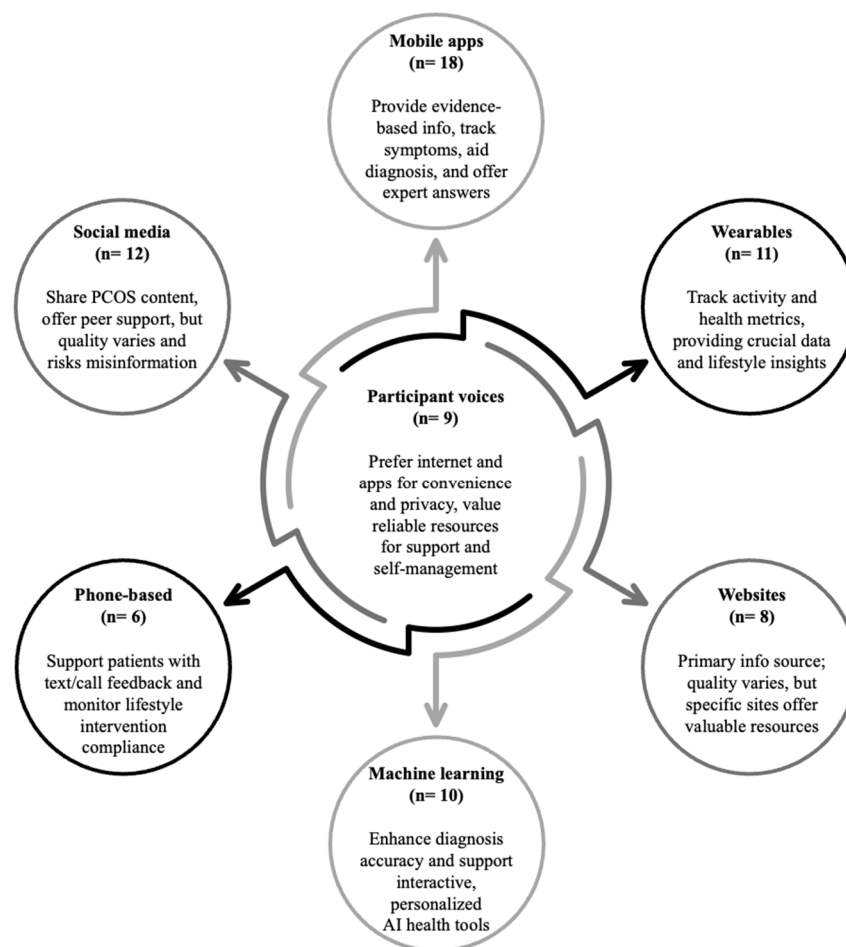 Mobile apps
(n= 18)
Provide evidence-
based info, track
symptoms, aid
diagnosis, and offer
expert answers
Social media
(n= 12)
Share PCOS content,
offer peer support, but
quality varies and
risks misinformation
Wearables
(n= 11)
Track activity and
health metrics,
providing crucial data
and lifestyle insights
Participant voices
(n= 9)
Prefer internet and
apps for convenience
and privacy, value
reliable resources
for support and
self-management
Phone-based
(n= 6)
Support patients with
text/call feedback and
monitor lifestyle
intervention
compliance
Websites
(n= 8)
Primary info source;
quality varies, but
specific sites offer
valuable resources
Machine learning
(n= 10)
Enhance diagnosis
accuracy and support
interactive,
personalized
AI health tools